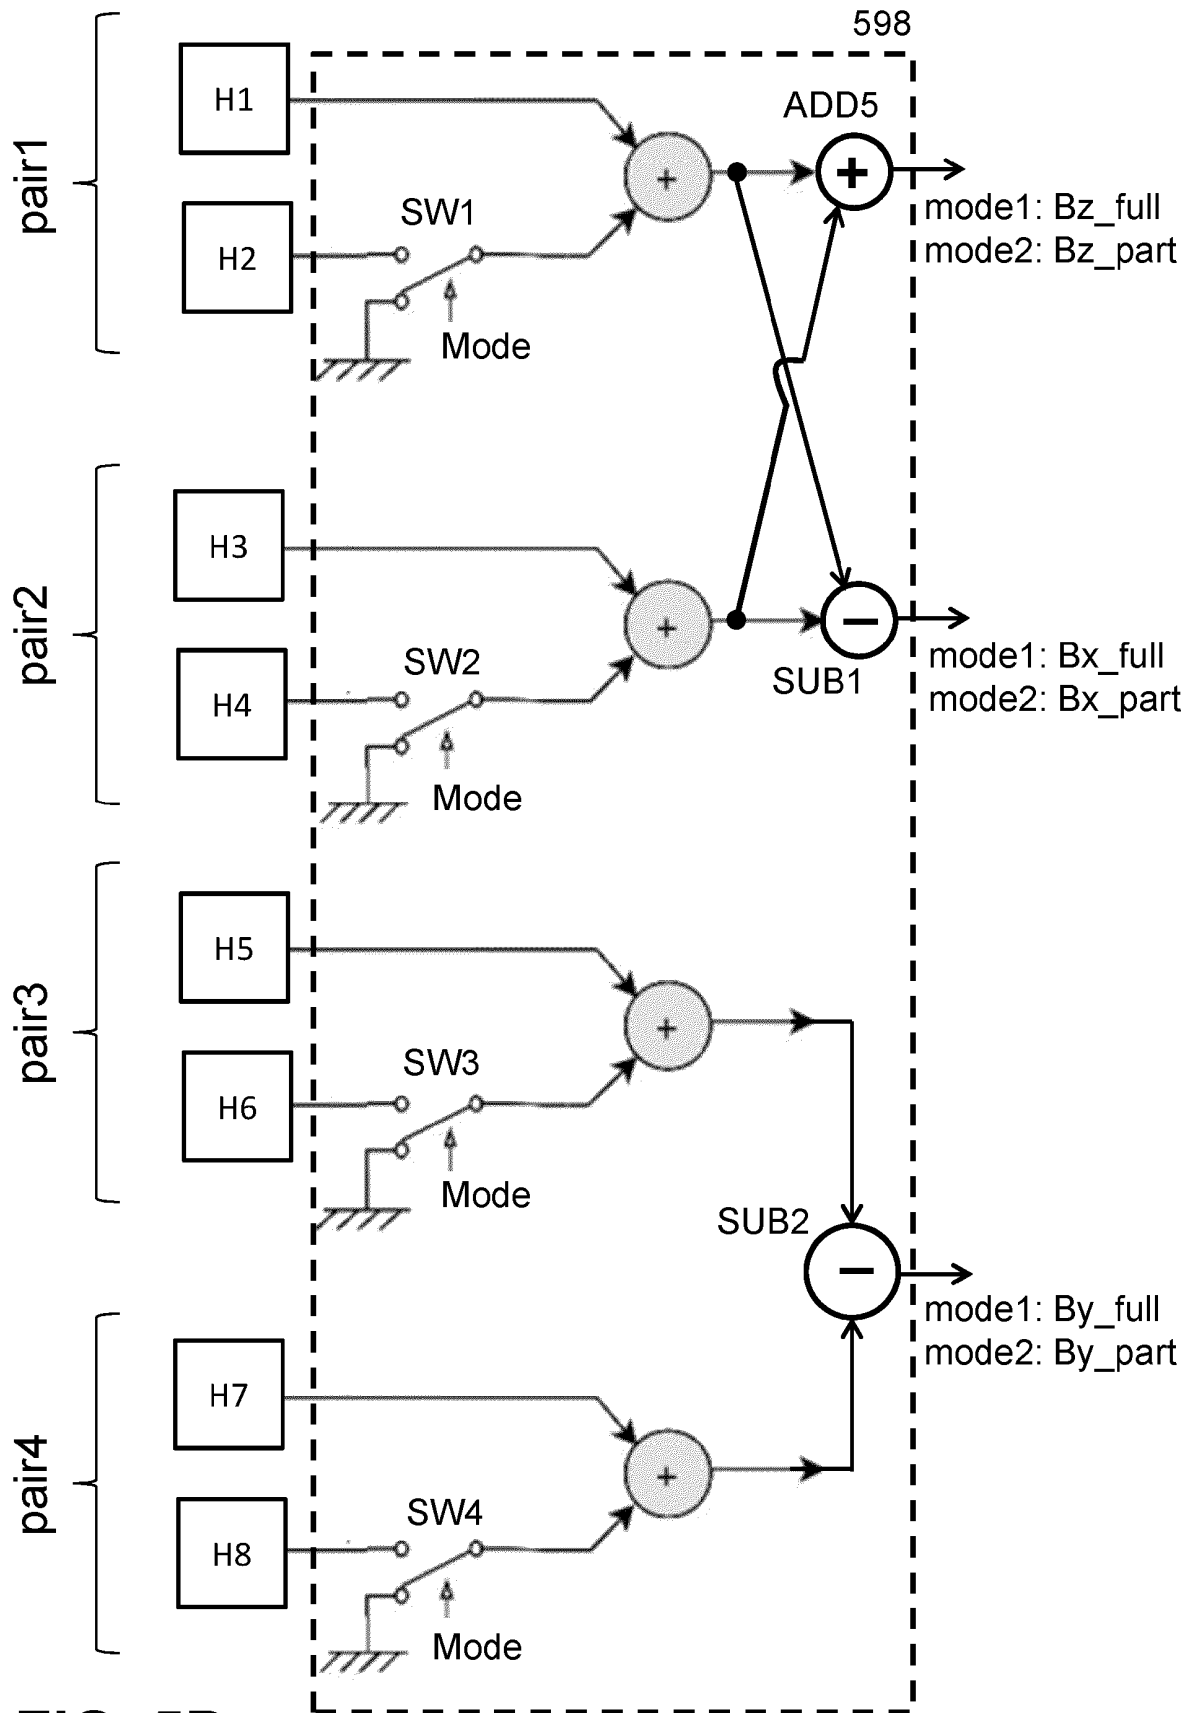 598
pair1
H1
H2
SW1
Mode
+
ADD5
+
mode1: Bz_full
mode2: Bz_part
pair2
H3
H4
SW2
Mode
+
SUB1
−
mode1: Bx_full
mode2: Bx_part
pair3
H5
H6
SW3
Mode
+
SUB2
−
mode1: By_full
mode2: By_part
pair4
H7
H8
SW4
Mode
+